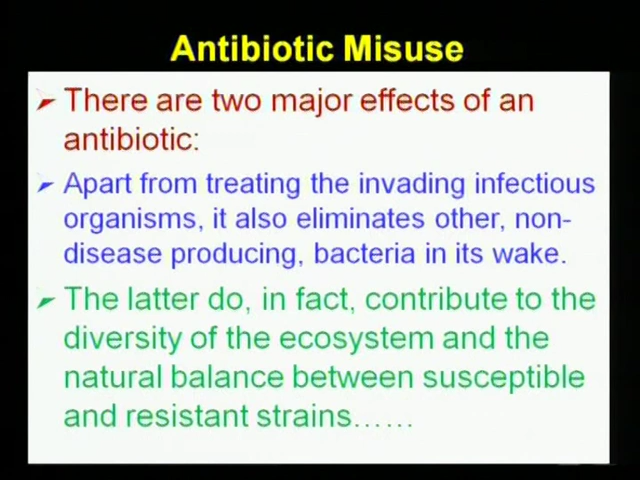 Antibiotic Misuse
There are two major effects of an
antibiotic:
Apart from treating the invading infectious
organisms, it also eliminates other, non-
disease producing, bacteria in its wake.
The latter do, in fact, contribute to the
diversity of the ecosystem and the
natural balance between susceptible
and resistant strains……